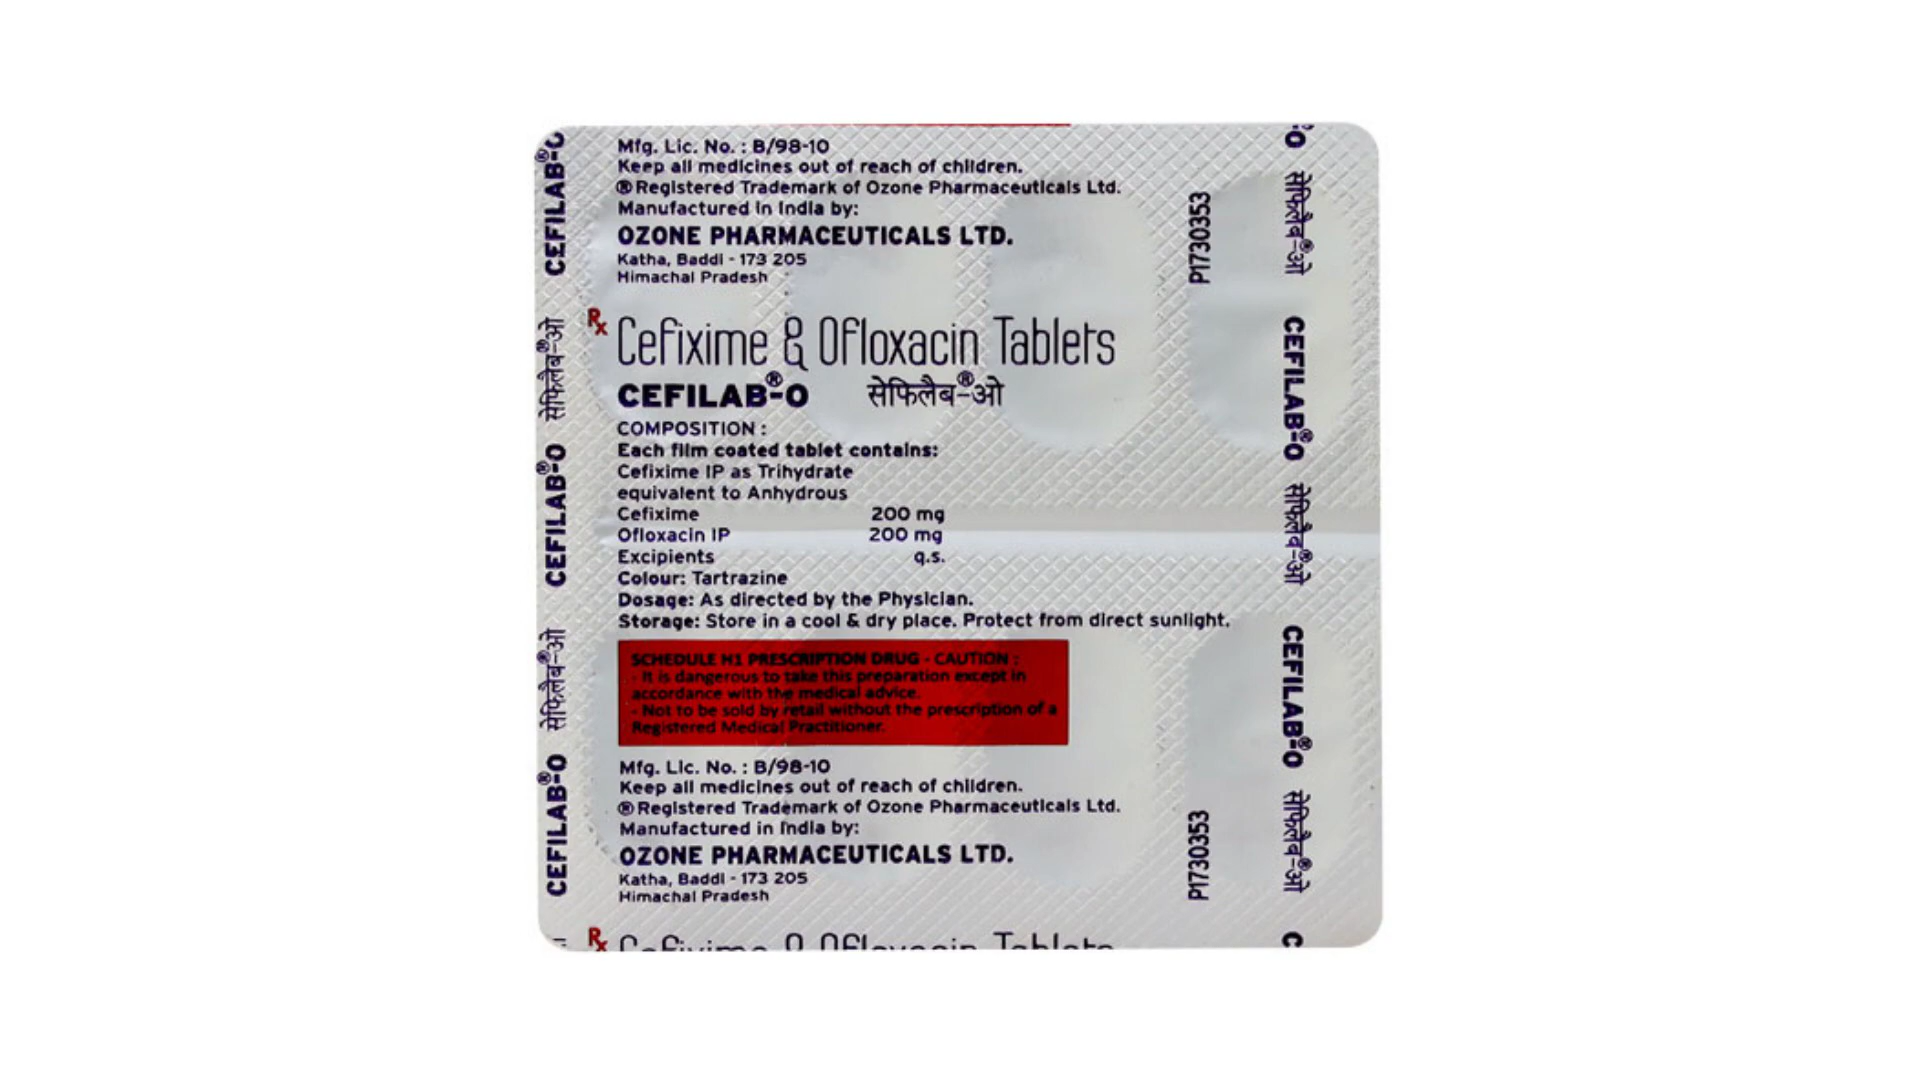 Mfg. Lic. No. : B/98-10
Keep all medicines out of reach of children.
® Registered Trademark of Ozone Pharmaceuticals Ltd.
Manufactured in India by:
OZONE PHARMACEUTICALS LTD.
Katha, Baddi - 173 205
Himachal Pradesh
P1730353
Rx Cefixime & Ofloxacin Tablets
CEFILAB®-O सेफिलैब®-ओ
COMPOSITION :
Each film coated tablet contains:
Cefixime IP as Trihydrate
equivalent to Anhydrous
Cefixime 200 mg
Ofloxacin IP 200 mg
Excipients q.s.
Colour: Tartrazine
Dosage: As directed by the Physician.
Storage: Store in a cool & dry place. Protect from direct sunlight.
SCHEDULE H1 PRESCRIPTION DRUG - CAUTION :
- It is dangerous to take this preparation except in
accordance with the medical advice.
- Not to be sold by retail without the prescription of a
Registered Medical Practitioner.
Mfg. Lic. No. : B/98-10
Keep all medicines out of reach of children.
® Registered Trademark of Ozone Pharmaceuticals Ltd.
Manufactured in India by:
OZONE PHARMACEUTICALS LTD.
Katha, Baddi - 173 205
Himachal Pradesh
P1730353
Rx Cefixime & Ofloxacin Tablets
CEFILAB®-O सेफिलैब®-ओ CEFILAB®-O सेफिलैब®-ओ CEFILAB®-O
-O सेफिलैब®-ओ CEFILAB®-O सेफिलैब®-ओ CEFILAB®-O सेफिलैब®-ओ C